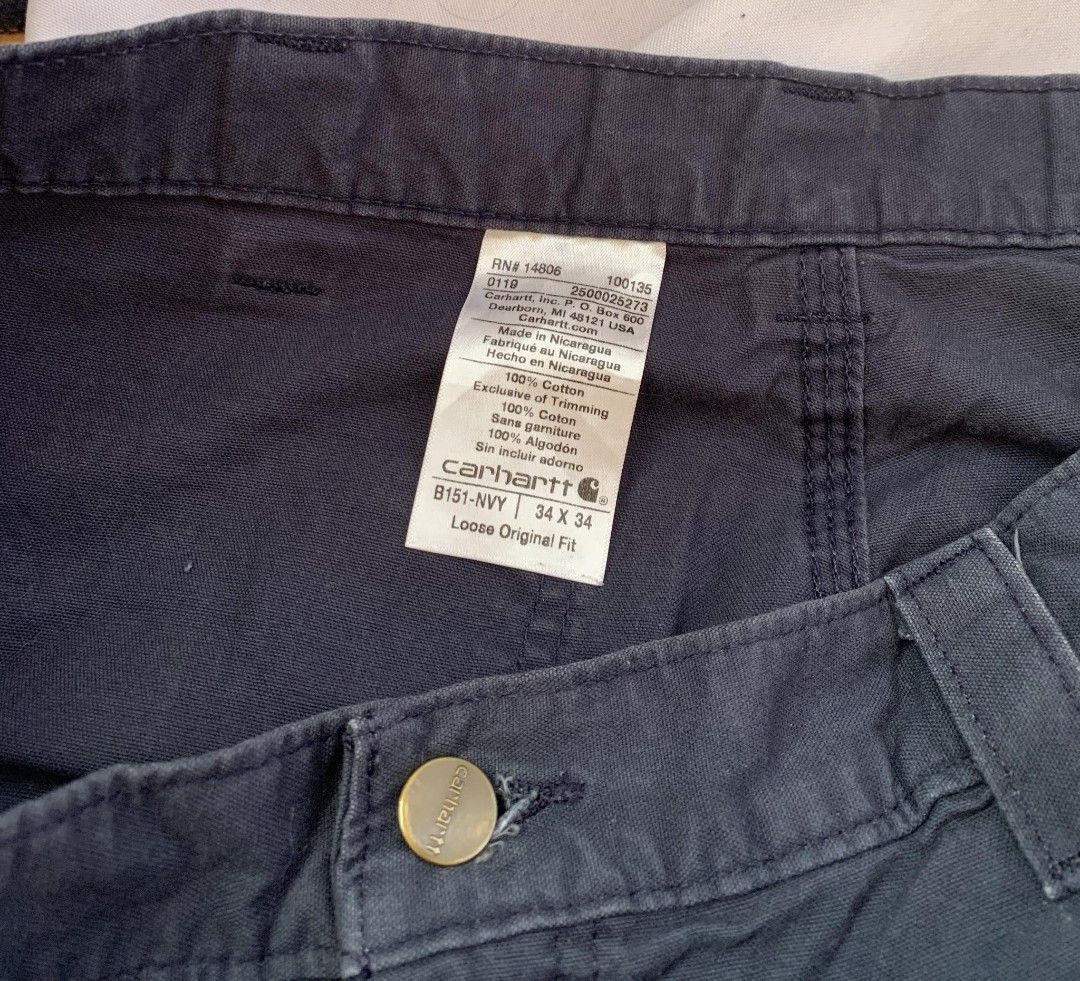 RN# 14806 100135
0119 2500025273
Carhartt, Inc. P. O. Box 600
Dearborn, MI 48121 USA
Carhartt.com
Made in Nicaragua
Fabriqué au Nicaragua
Hecho en Nicaragua
100% Cotton
Exclusive of Trimming
100% Coton
Sans garniture
100% Algodón
Sin incluir adorno
carhartt ®
B151-NVY 34 X 34
Loose Original Fit
carhartt